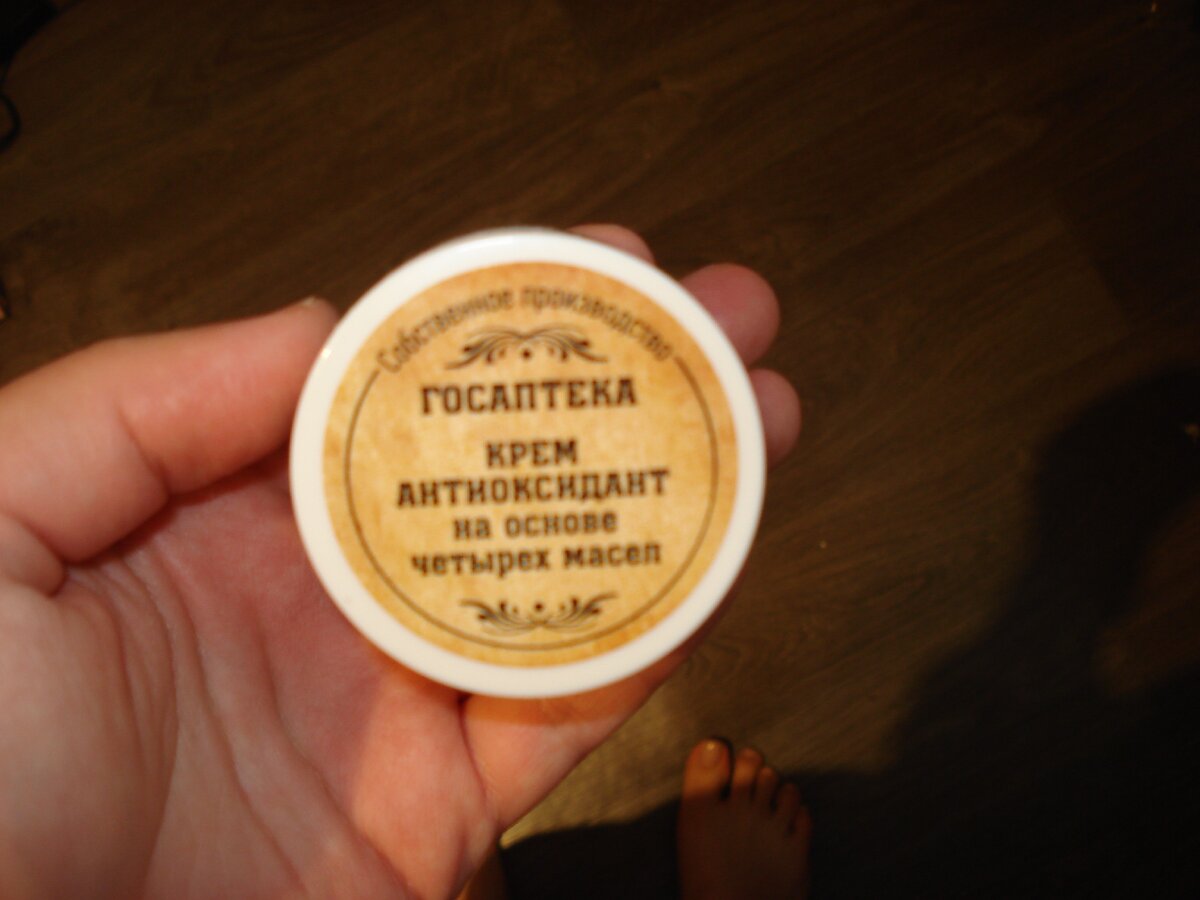 Собственное производство
ГОСАПТЕКА
КРЕМ
АНТИОКСИДАНТ
на основе
четырех масел